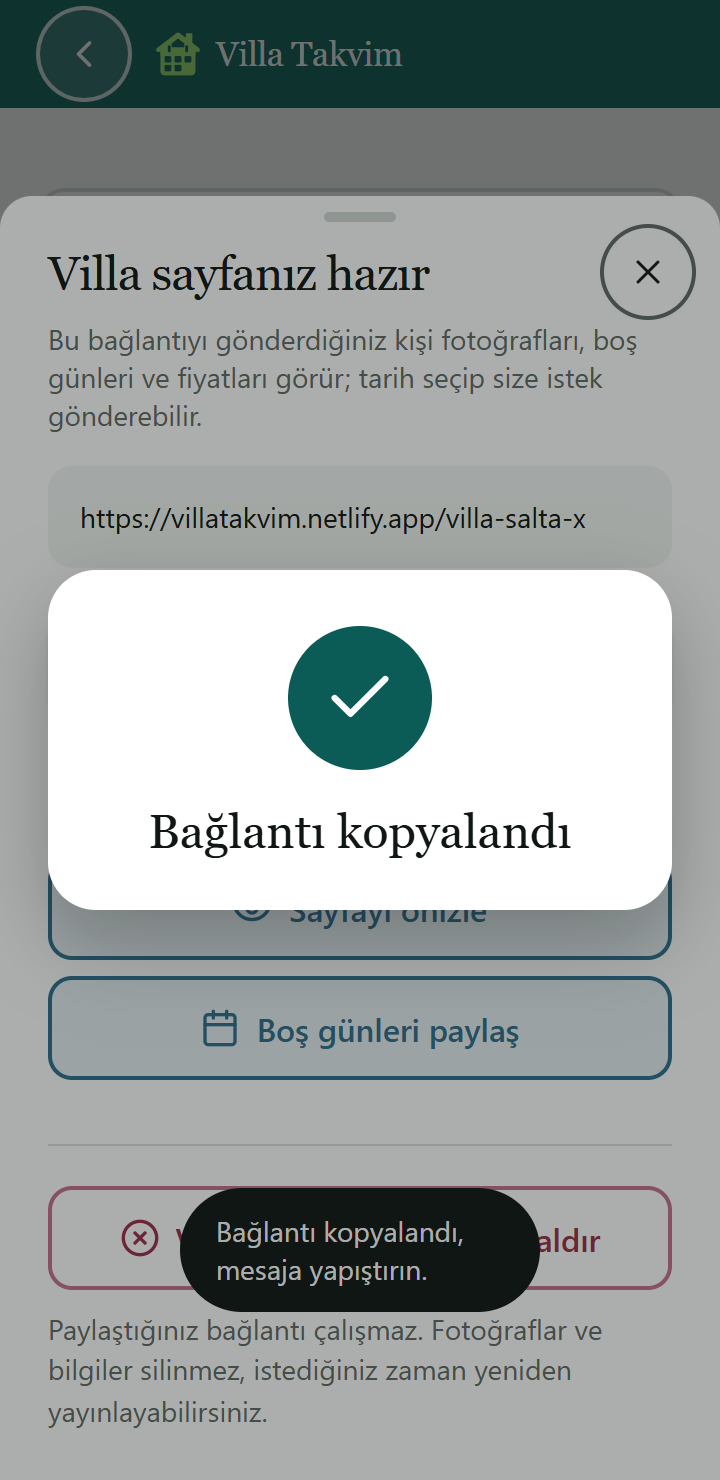 Villa Takvim
Villa sayfanız hazır
Bu bağlantıyı gönderdiğiniz kişi fotoğrafları, boş
günleri ve fiyatları görür; tarih seçip size istek
gönderebilir.
https://villatakvim.netlify.app/villa-salta-x
Bağlantı kopyalandı
Sayfayı önizle
Boş günleri paylaş
Bağlantı kopyalandı,
mesaja yapıştırın.
Paylaştığınız bağlantı çalışmaz. Fotoğraflar ve
bilgiler silinmez, istediğiniz zaman yeniden
yayınlayabilirsiniz.